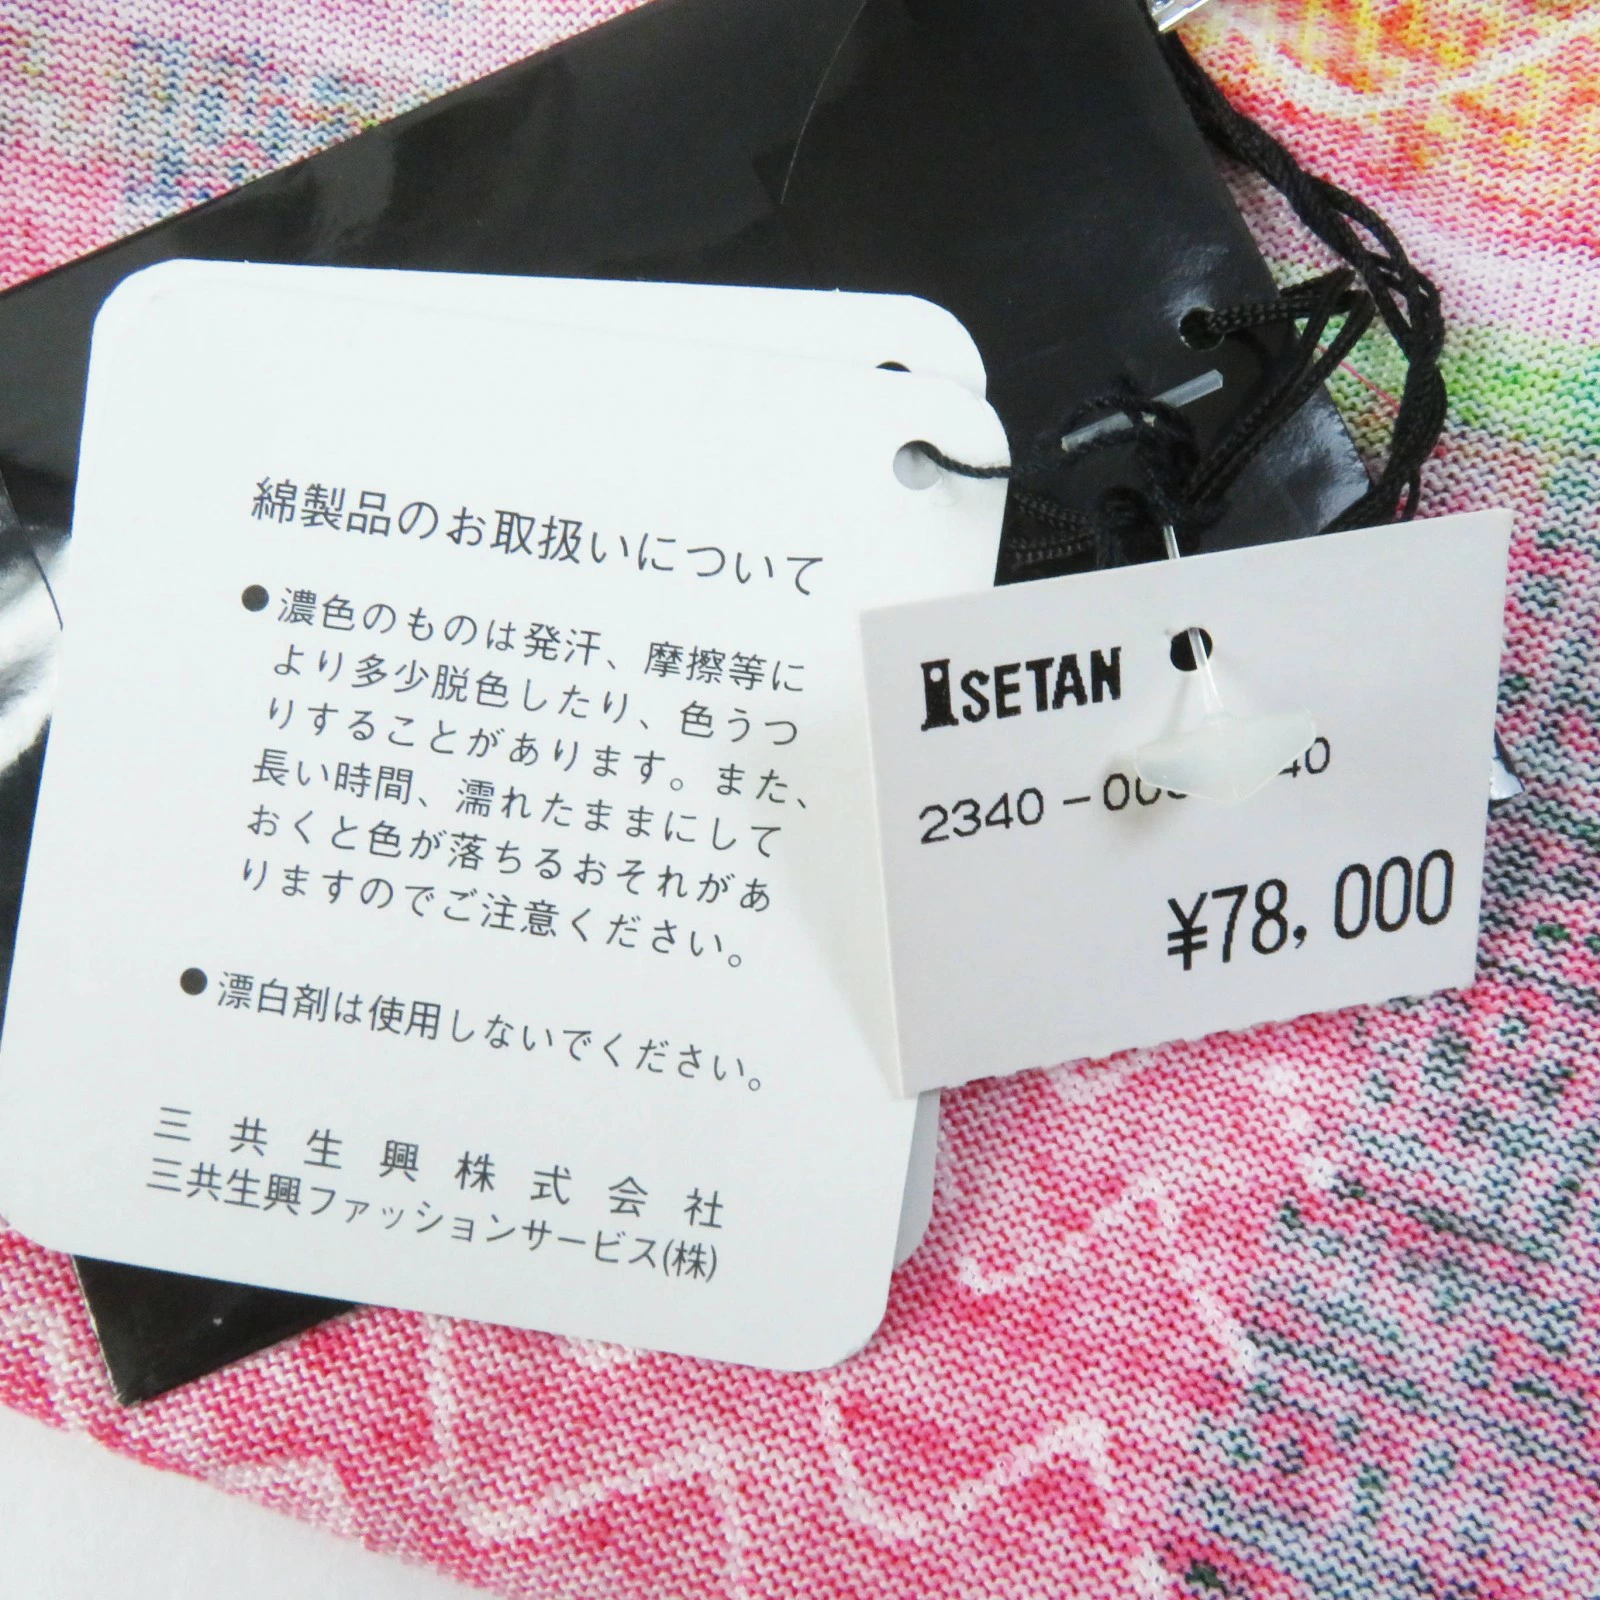 綿製品のお取扱いについて
●濃色のものは発汗、摩擦等に
より多少脱色したり、色うつ
りすることがあります。また、
長い時間、濡れたままにして
おくと色が落ちるおそれがあ
りますのでご注意ください。
●漂白剤は使用しないでください。
三共生興株式会社
三共生興ファッションサービス(株)
ISETAN
2340
¥78,000